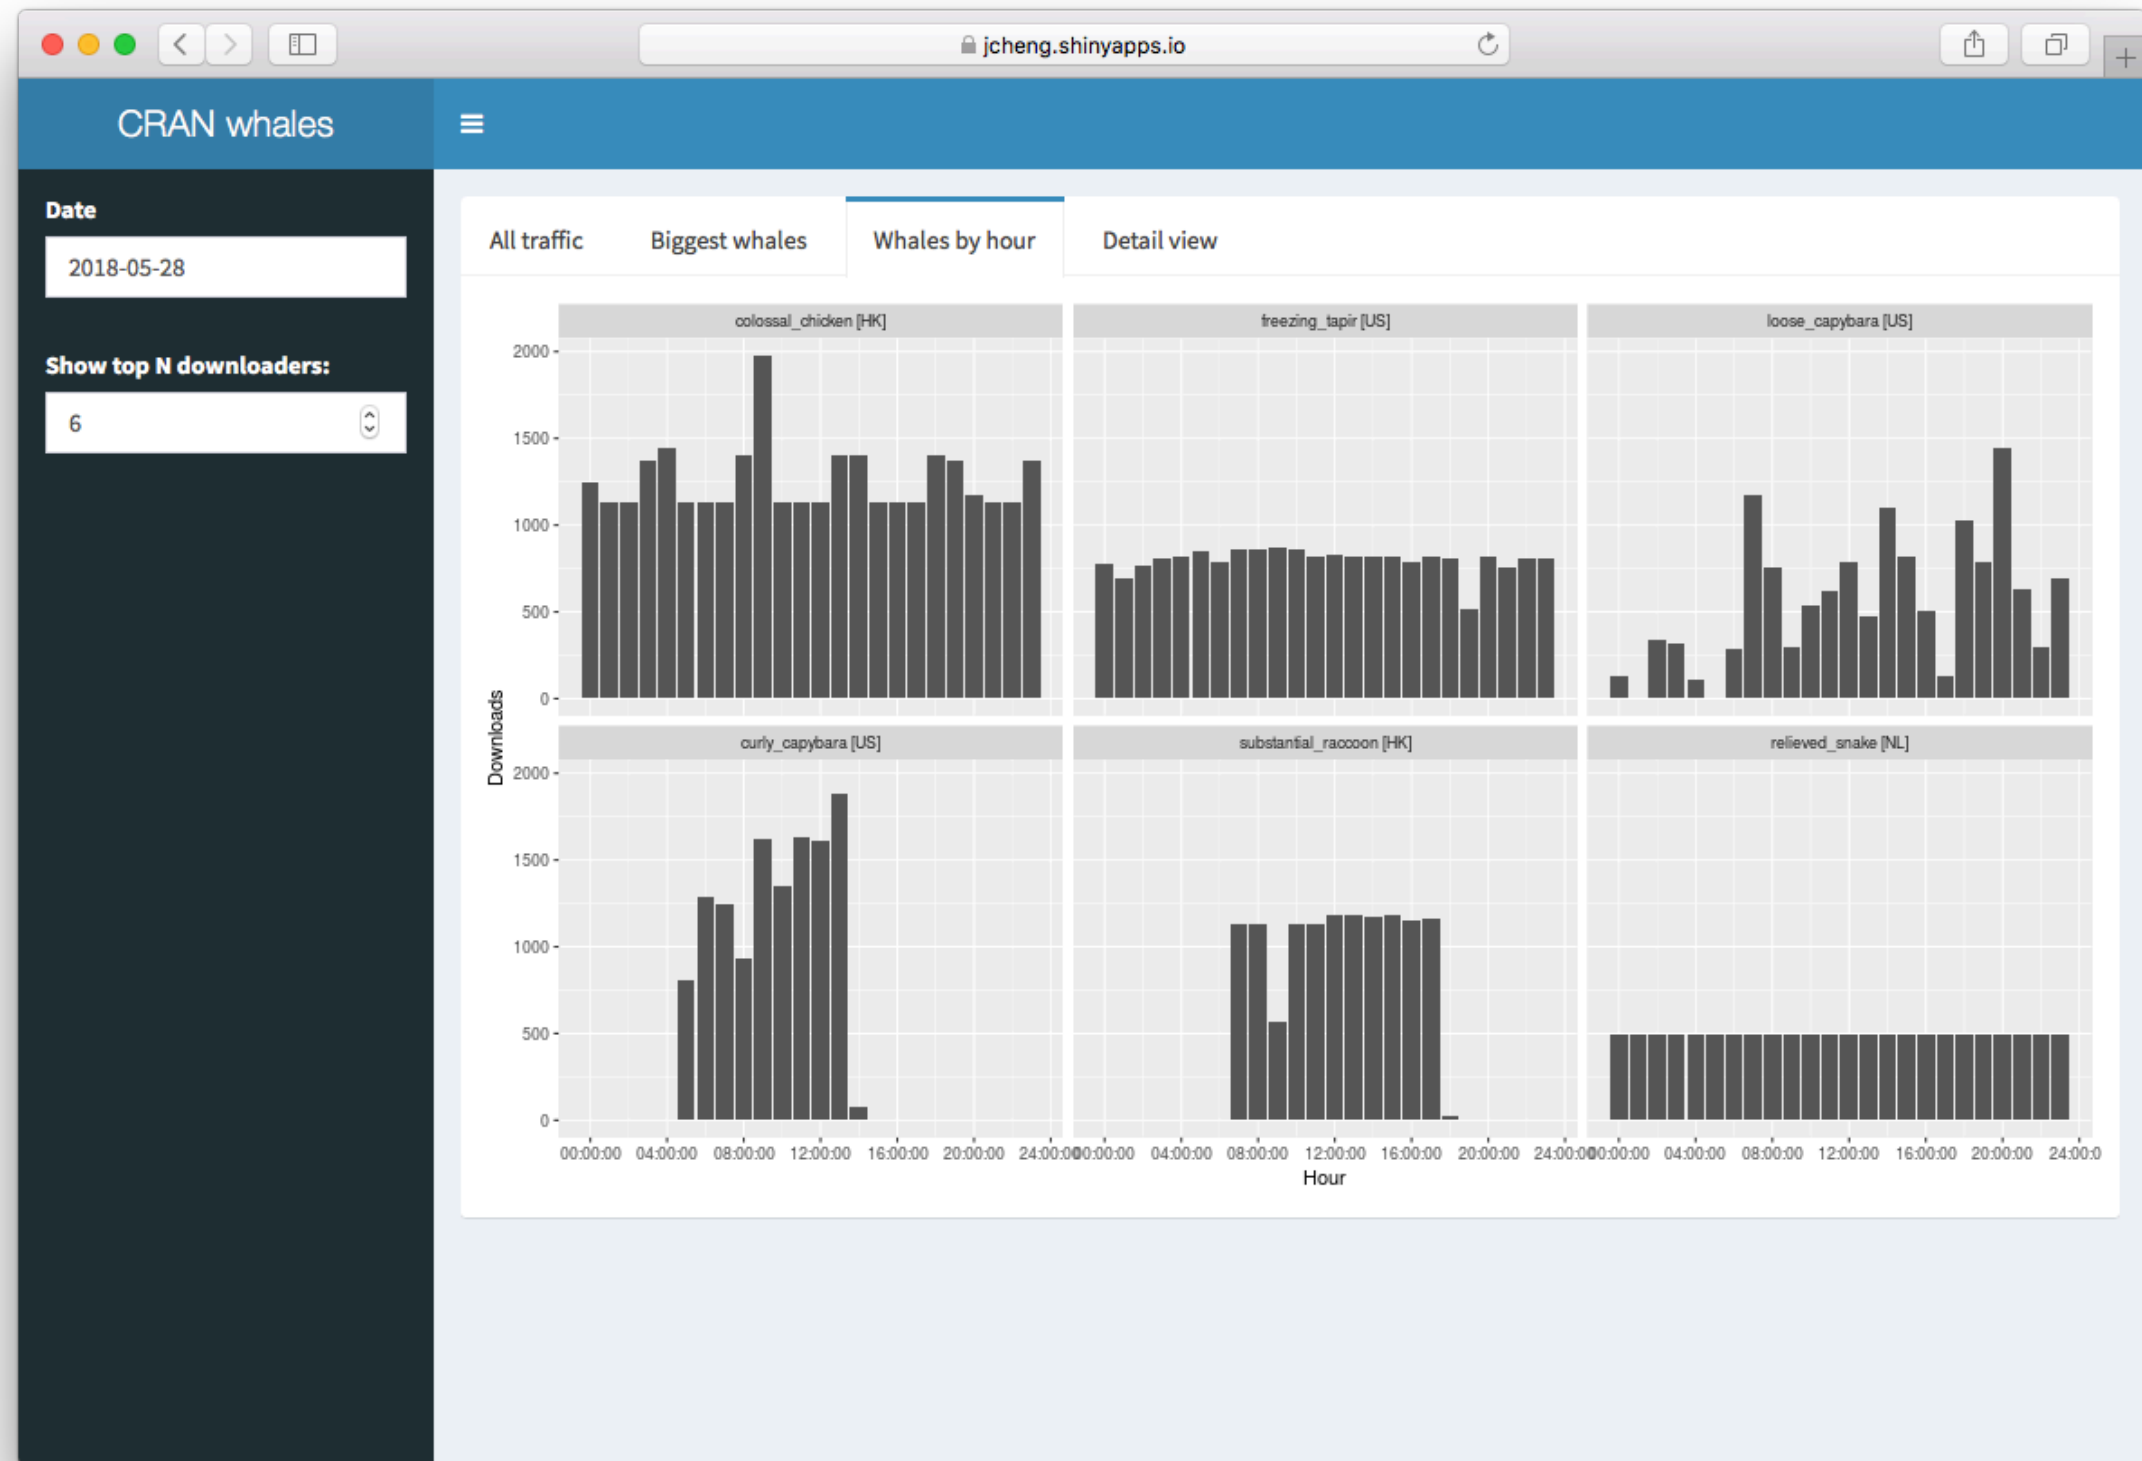 jcheng.shinyapps.io
CRAN whales
Date
2018-05-28
Show top N downloaders:
6
All traffic
Biggest whales
Whales by hour
Detail view
colossal_chicken [HK]
freezing_tapir [US]
loose_capybara [US]
2000
1500
1000
500
0
Downloads
curly_capybara [US]
substantial_raccoon [HK]
relieved_snake [NL]
2000
1500
1000
500
0
00:00:00 04:00:00 08:00:00 12:00:00 16:00:00 20:00:00 24:00:00
00:00:00 04:00:00 08:00:00 12:00:00 16:00:00 20:00:00 24:00:00
00:00:00 04:00:00 08:00:00 12:00:00 16:00:00 20:00:00 24:00:0
Hour